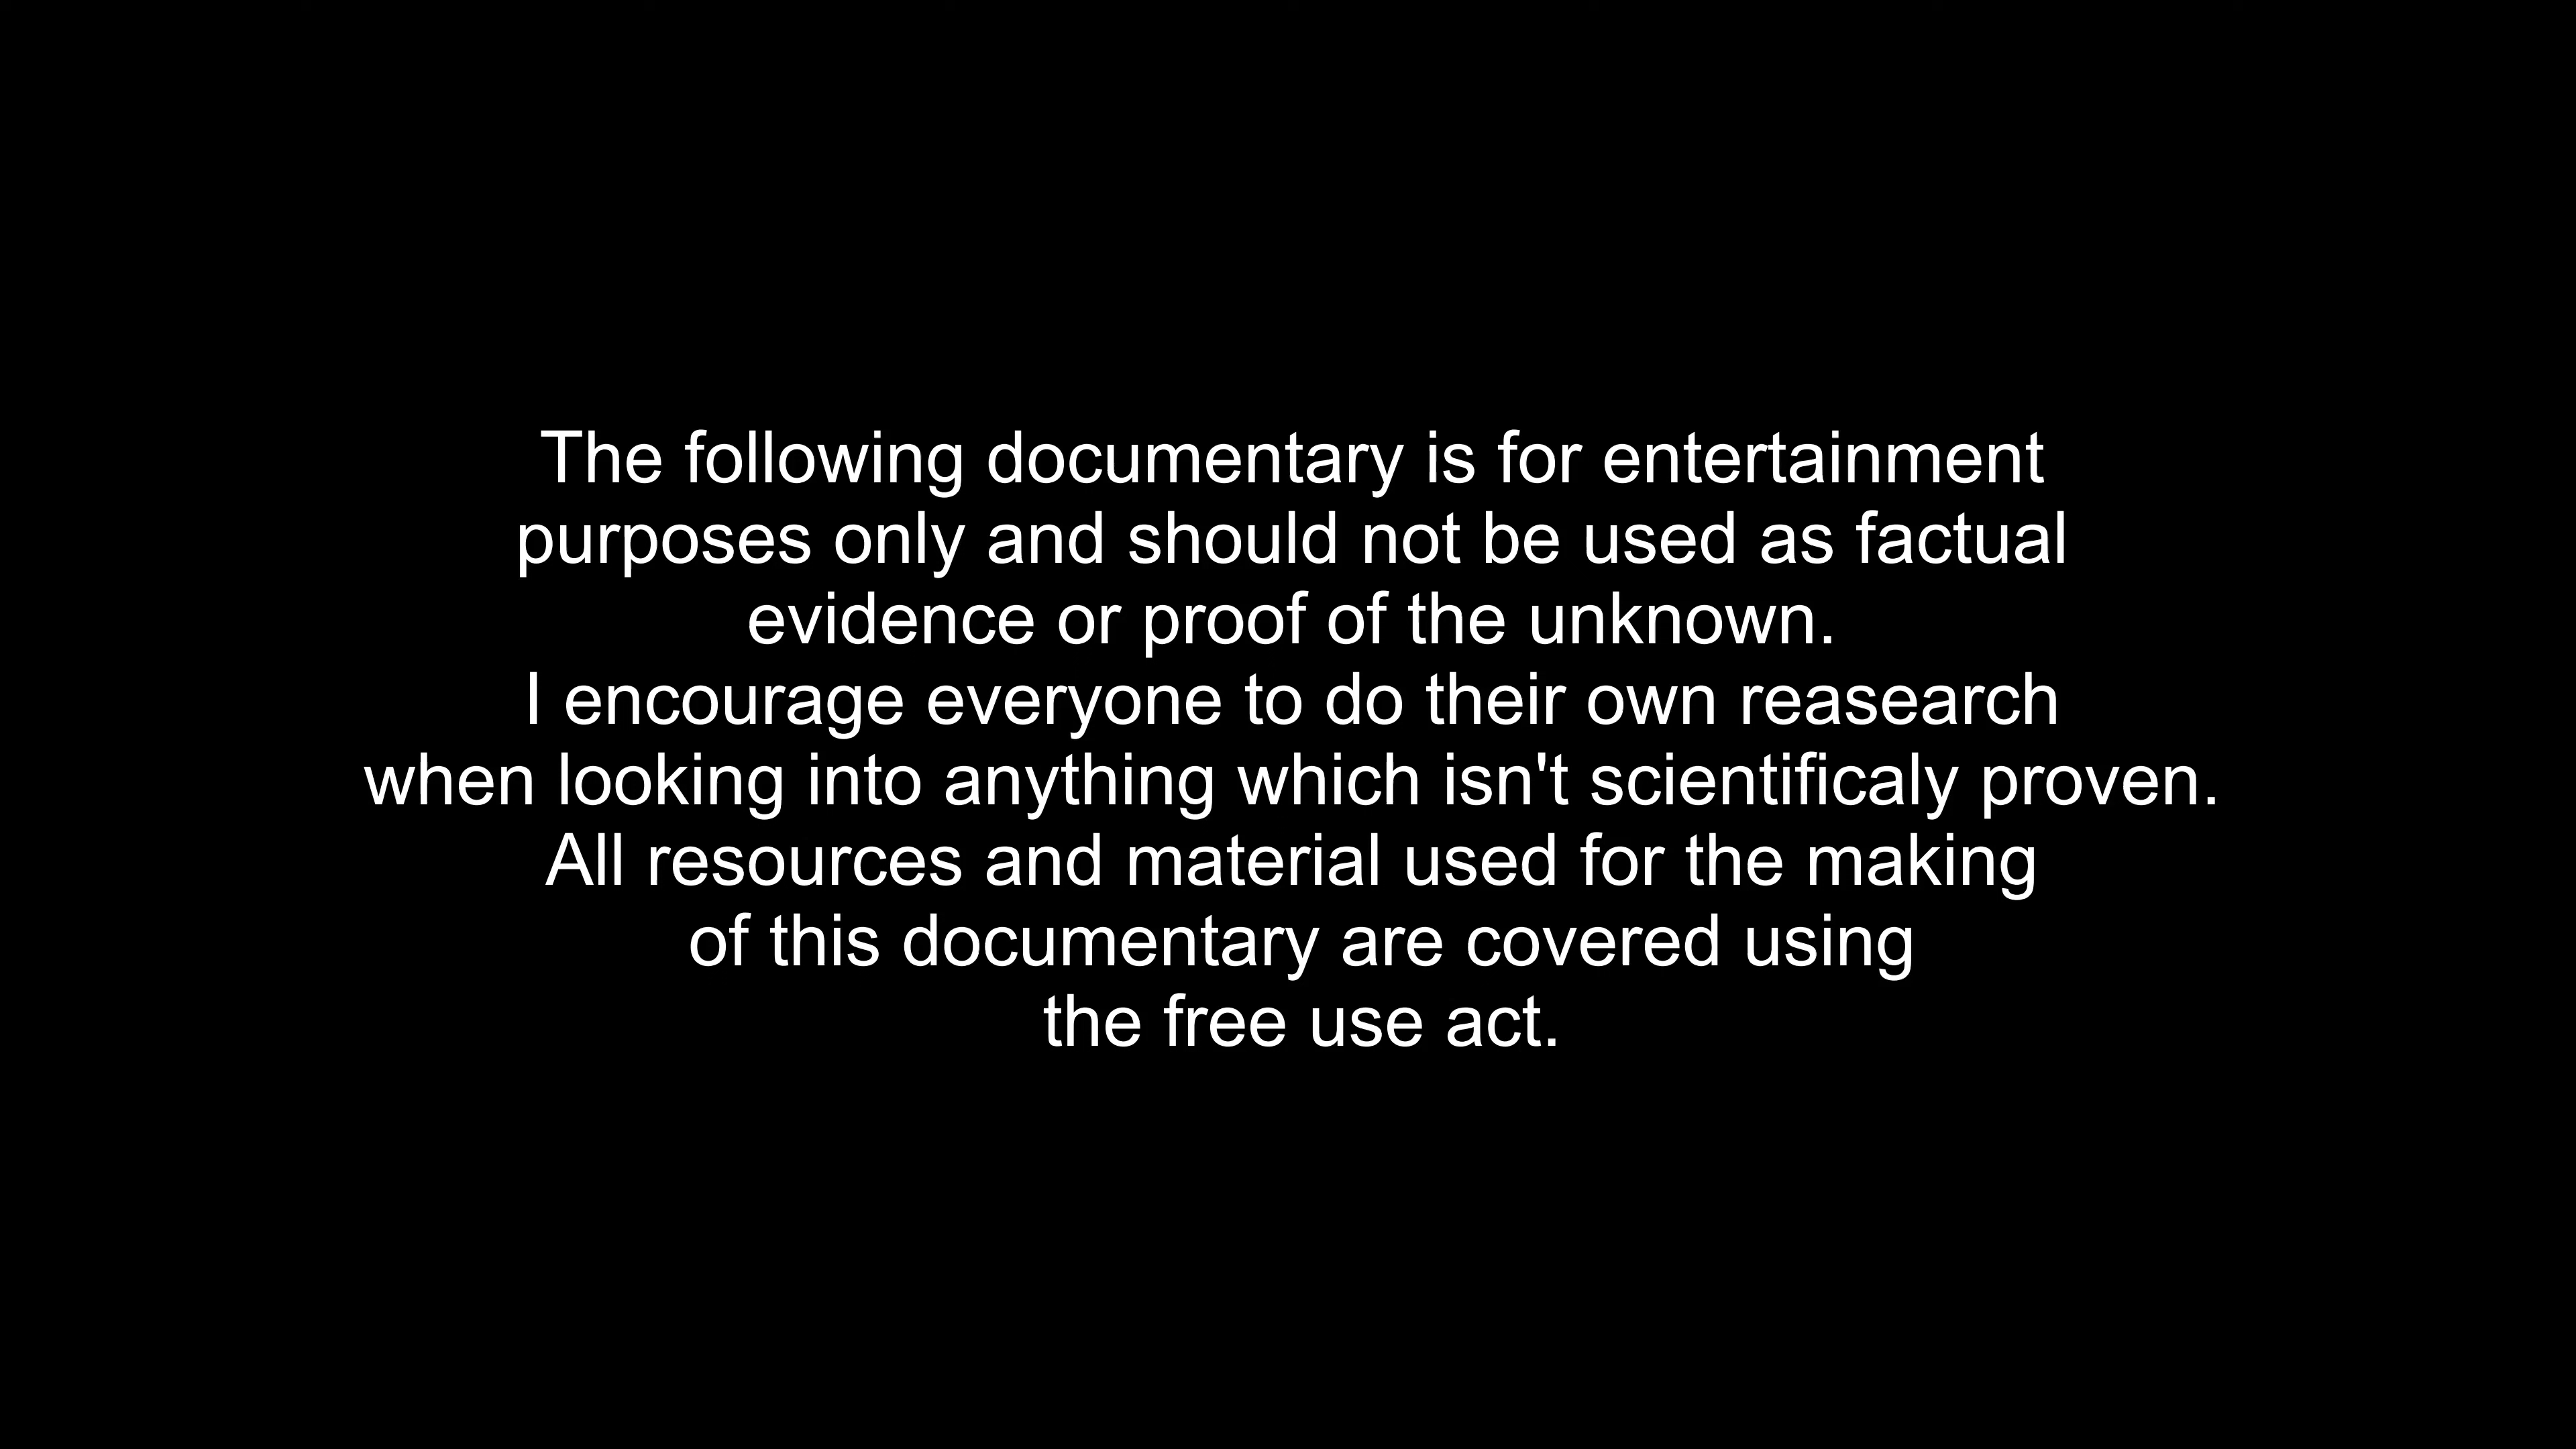 The following documentary is for entertainment
purposes only and should not be used as factual
evidence or proof of the unknown.
I encourage everyone to do their own reasearch
when looking into anything which isn't scientificaly proven.
All resources and material used for the making
of this documentary are covered using
the free use act.